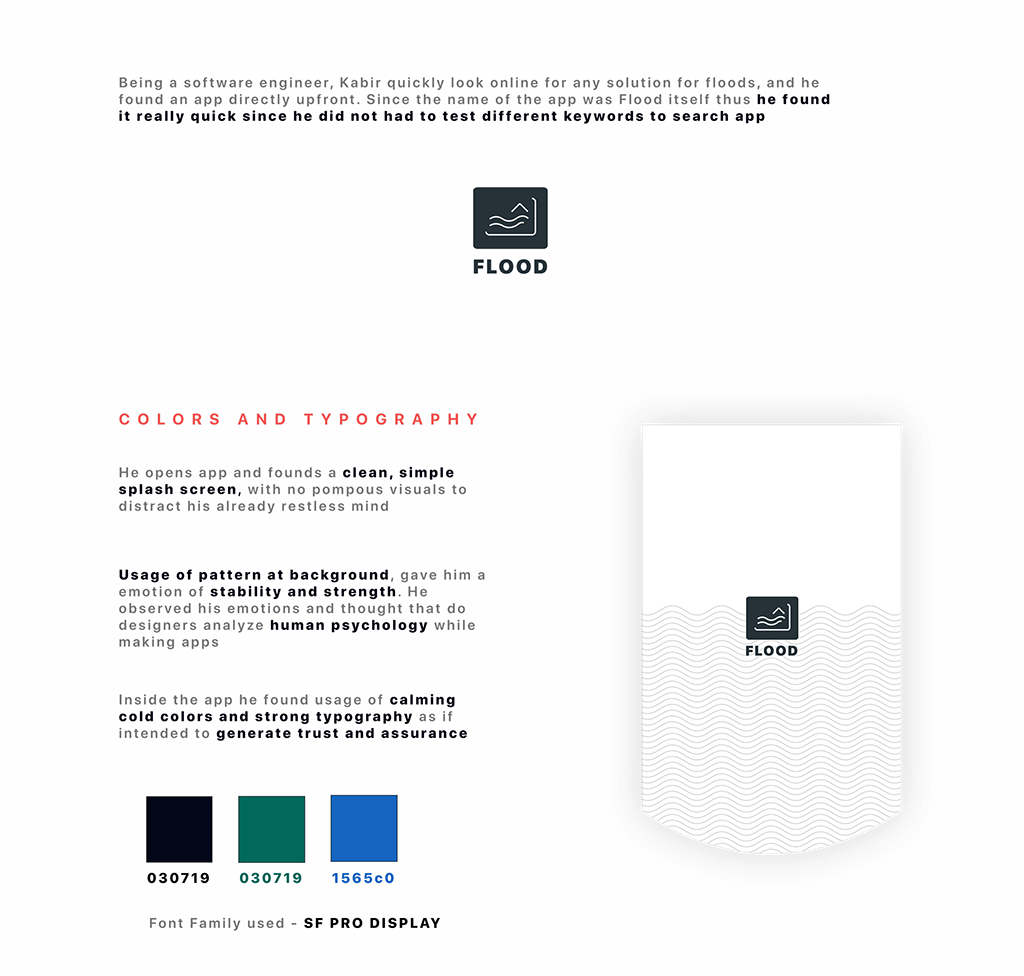 Being a software engineer, Kabir quickly look online for any solution for floods, and he
found an app directly upfront. Since the name of the app was Flood itself thus he found
it really quick since he did not had to test different keywords to search app
FLOOD
COLORS AND TYPOGRAPHY
He opens app and founds a clean, simple
splash screen, with no pompous visuals to
distract his already restless mind
Usage of pattern at background, gave him a
emotion of stability and strength. He
observed his emotions and thought that do
designers analyze human psychology while
making apps
FLOOD
Inside the app he found usage of calming
cold colors and strong typography as if
intended to generate trust and assurance
030719 030719 1565c0
Font Family used - SF PRO DISPLAY